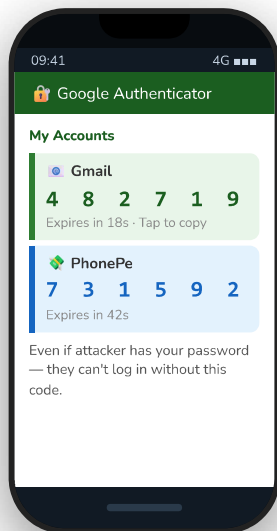 09:41 4G
Google Authenticator
My Accounts
Gmail
4 8 2 7 1 9
Expires in 18s · Tap to copy
PhonePe
7 3 1 5 9 2
Expires in 42s
Even if attacker has your password
— they can't log in without this
code.